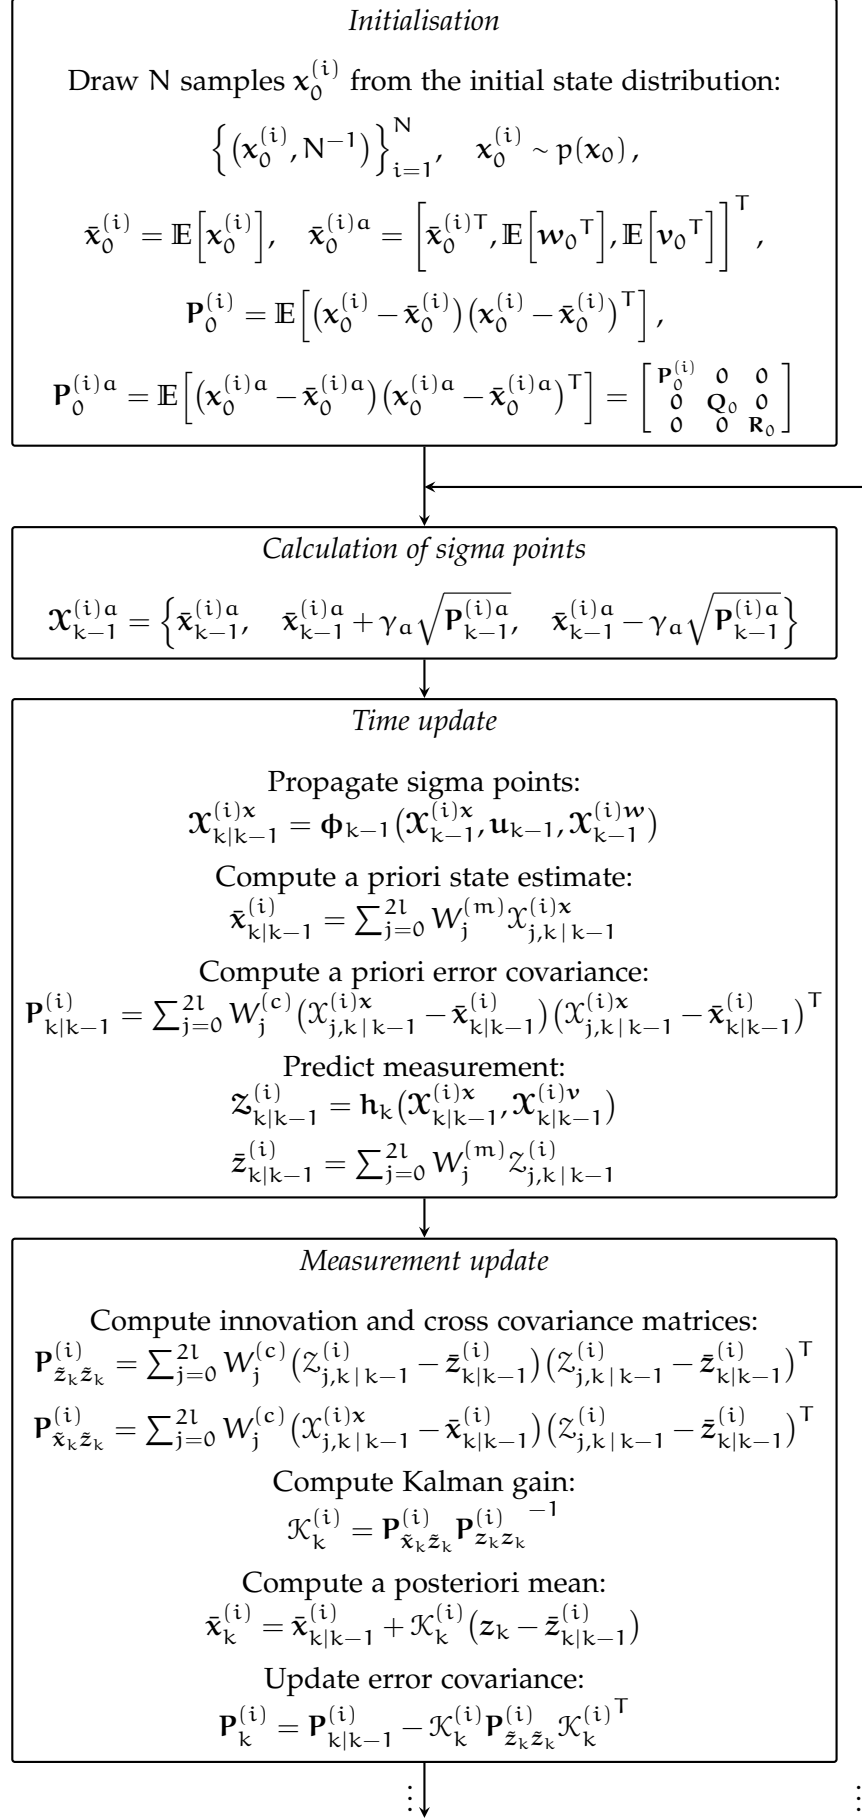 Initialisation
Draw N samples x_0^{(i)} from the initial state distribution:
{(x_0^{(i)}, N^{-1})}_{i=1}^{N}, x_0^{(i)} ~ p(x_0),
x̄_0^{(i)} = 𝔼[x_0^{(i)}], x̄_0^{(i)a} = [x̄_0^{(i)T}, 𝔼[w_0^T], 𝔼[v_0^T]]^T,
P_0^{(i)} = 𝔼[(x_0^{(i)} − x̄_0^{(i)})(x_0^{(i)} − x̄_0^{(i)})^T],
P_0^{(i)a} = 𝔼[(x_0^{(i)a} − x̄_0^{(i)a})(x_0^{(i)a} − x̄_0^{(i)a})^T] = [P_0^{(i)} 0 0; 0 Q_0 0; 0 0 R_0]
Calculation of sigma points
𝒳_{k−1}^{(i)a} = {x̄_{k−1}^{(i)a}, x̄_{k−1}^{(i)a} + γ_a √P_{k−1}^{(i)a}, x̄_{k−1}^{(i)a} − γ_a √P_{k−1}^{(i)a}}
Time update
Propagate sigma points:
𝒳_{k|k−1}^{(i)x} = ϕ_{k−1}(𝒳_{k−1}^{(i)x}, u_{k−1}, 𝒳_{k−1}^{(i)w})
Compute a priori state estimate:
x̄_{k|k−1}^{(i)} = ∑_{j=0}^{2l} W_j^{(m)} 𝒳_{j,k|k−1}^{(i)x}
Compute a priori error covariance:
P_{k|k−1}^{(i)} = ∑_{j=0}^{2l} W_j^{(c)} (𝒳_{j,k|k−1}^{(i)x} − x̄_{k|k−1}^{(i)})(𝒳_{j,k|k−1}^{(i)x} − x̄_{k|k−1}^{(i)})^T
Predict measurement:
𝒵_{k|k−1}^{(i)} = h_k(𝒳_{k|k−1}^{(i)x}, 𝒳_{k|k−1}^{(i)v})
z̄_{k|k−1}^{(i)} = ∑_{j=0}^{2l} W_j^{(m)} 𝒵_{j,k|k−1}^{(i)}
Measurement update
Compute innovation and cross covariance matrices:
P_{z̃_k z̃_k}^{(i)} = ∑_{j=0}^{2l} W_j^{(c)} (𝒵_{j,k|k−1}^{(i)} − z̄_{k|k−1}^{(i)})(𝒵_{j,k|k−1}^{(i)} − z̄_{k|k−1}^{(i)})^T
P_{x̃_k z̃_k}^{(i)} = ∑_{j=0}^{2l} W_j^{(c)} (𝒳_{j,k|k−1}^{(i)x} − x̄_{k|k−1}^{(i)})(𝒵_{j,k|k−1}^{(i)} − z̄_{k|k−1}^{(i)})^T
Compute Kalman gain:
𝒦_k^{(i)} = P_{x̃_k z̃_k}^{(i)} P_{z_k z_k}^{(i)}^{−1}
Compute a posteriori mean:
x̄_k^{(i)} = x̄_{k|k−1}^{(i)} + 𝒦_k^{(i)}(z_k − z̄_{k|k−1}^{(i)})
Update error covariance:
P_k^{(i)} = P_{k|k−1}^{(i)} − 𝒦_k^{(i)} P_{z̃_k z̃_k}^{(i)} 𝒦_k^{(i)T}
⋮ ⋮